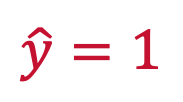 ŷ = 1